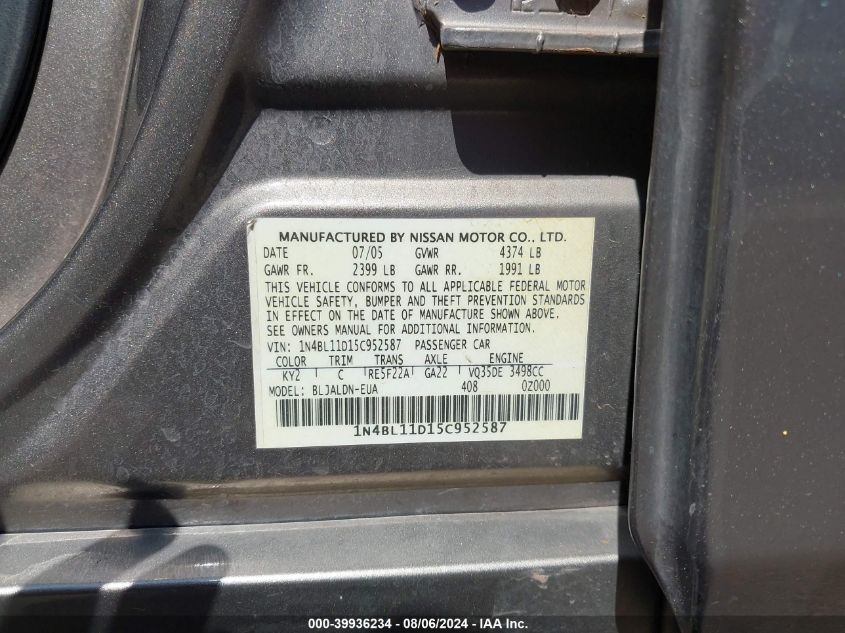 MANUFACTURED BY NISSAN MOTOR CO., LTD.
DATE 07/05 GVWR 4374 LB
GAWR FR. 2399 LB GAWR RR. 1991 LB
THIS VEHICLE CONFORMS TO ALL APPLICABLE FEDERAL MOTOR
VEHICLE SAFETY, BUMPER AND THEFT PREVENTION STANDARDS
IN EFFECT ON THE DATE OF MANUFACTURE SHOWN ABOVE.
SEE OWNERS MANUAL FOR ADDITIONAL INFORMATION.
VIN: 1N4BL11D15C952587 PASSENGER CAR
COLOR TRIM TRANS AXLE ENGINE
KY2 C RE5F22A GA22 VQ35DE 3498CC
MODEL: BLJALDN-EUA 408 0Z000
1N4BL11D15C952587
000-39936234 - 08/06/2024 - IAAI - Copart - US - Inc.